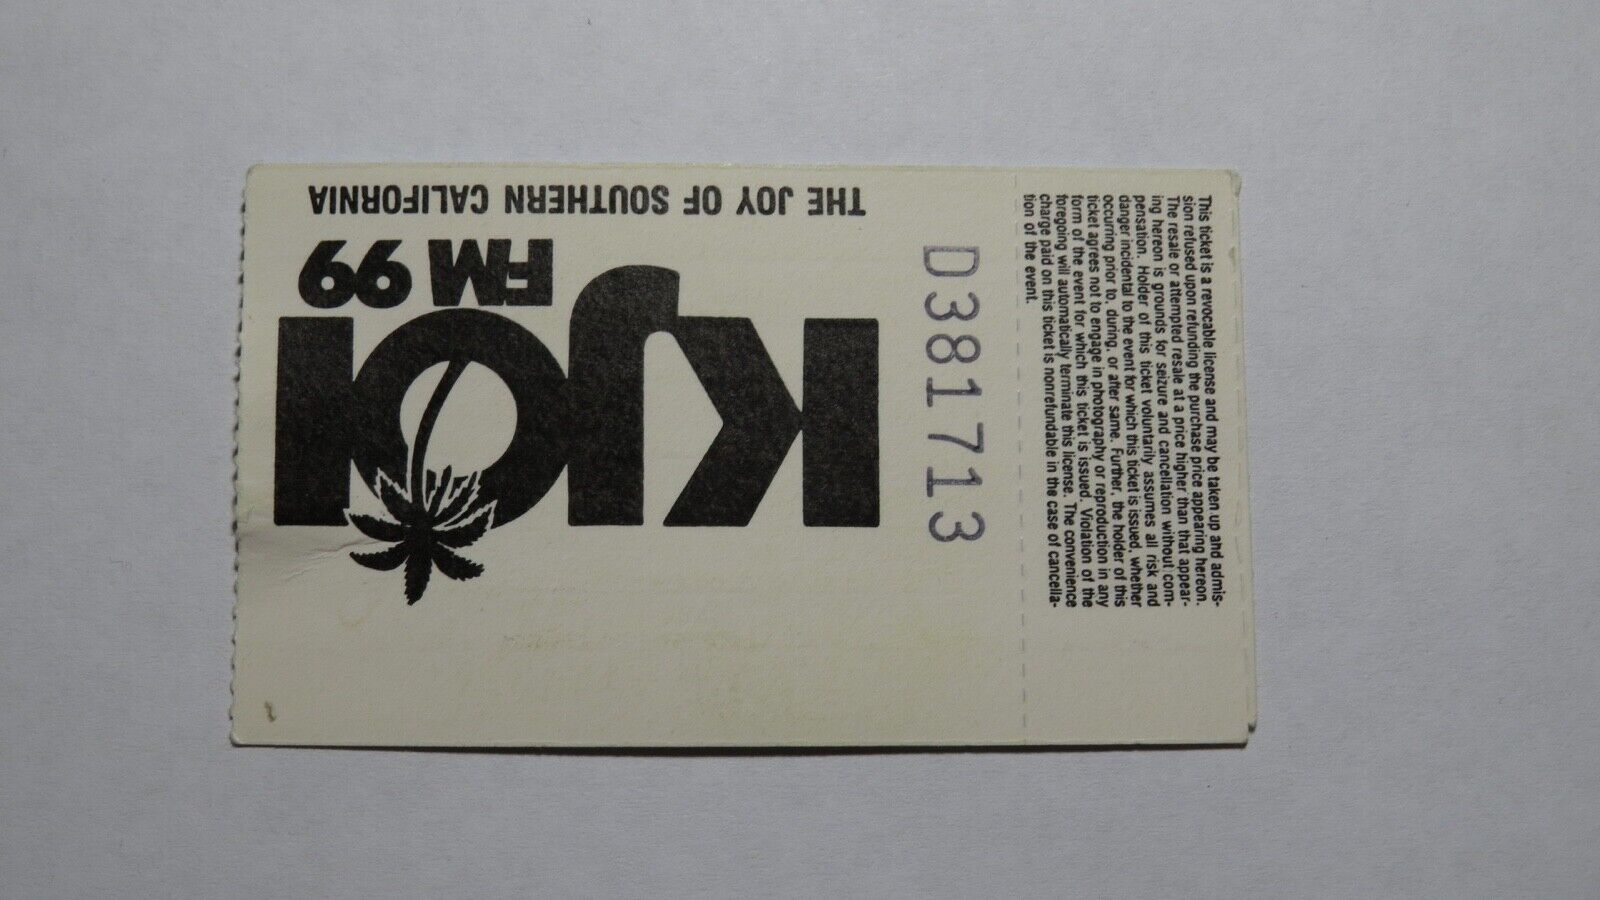 KJOI
FM 99
THE JOY OF SOUTHERN CALIFORNIA
D381713
This ticket is a revocable license and may be taken up and admis-
sion refused upon refunding the purchase price appearing hereon.
The resale or attempted resale at a price higher than that appear-
ing hereon is grounds for seizure and cancellation without com-
pensation. Holder of this ticket voluntarily assumes all risk and
danger incidental to the event for which this ticket is issued, whether
occurring prior to, during, or after same. Further, the holder of this
ticket agrees not to engage in photography or reproduction in any
form of the event for which this ticket is issued. Violation of the
foregoing will automatically terminate this license. The convenience
charge paid on this ticket is nonrefundable in the case of cancella-
tion of the event.